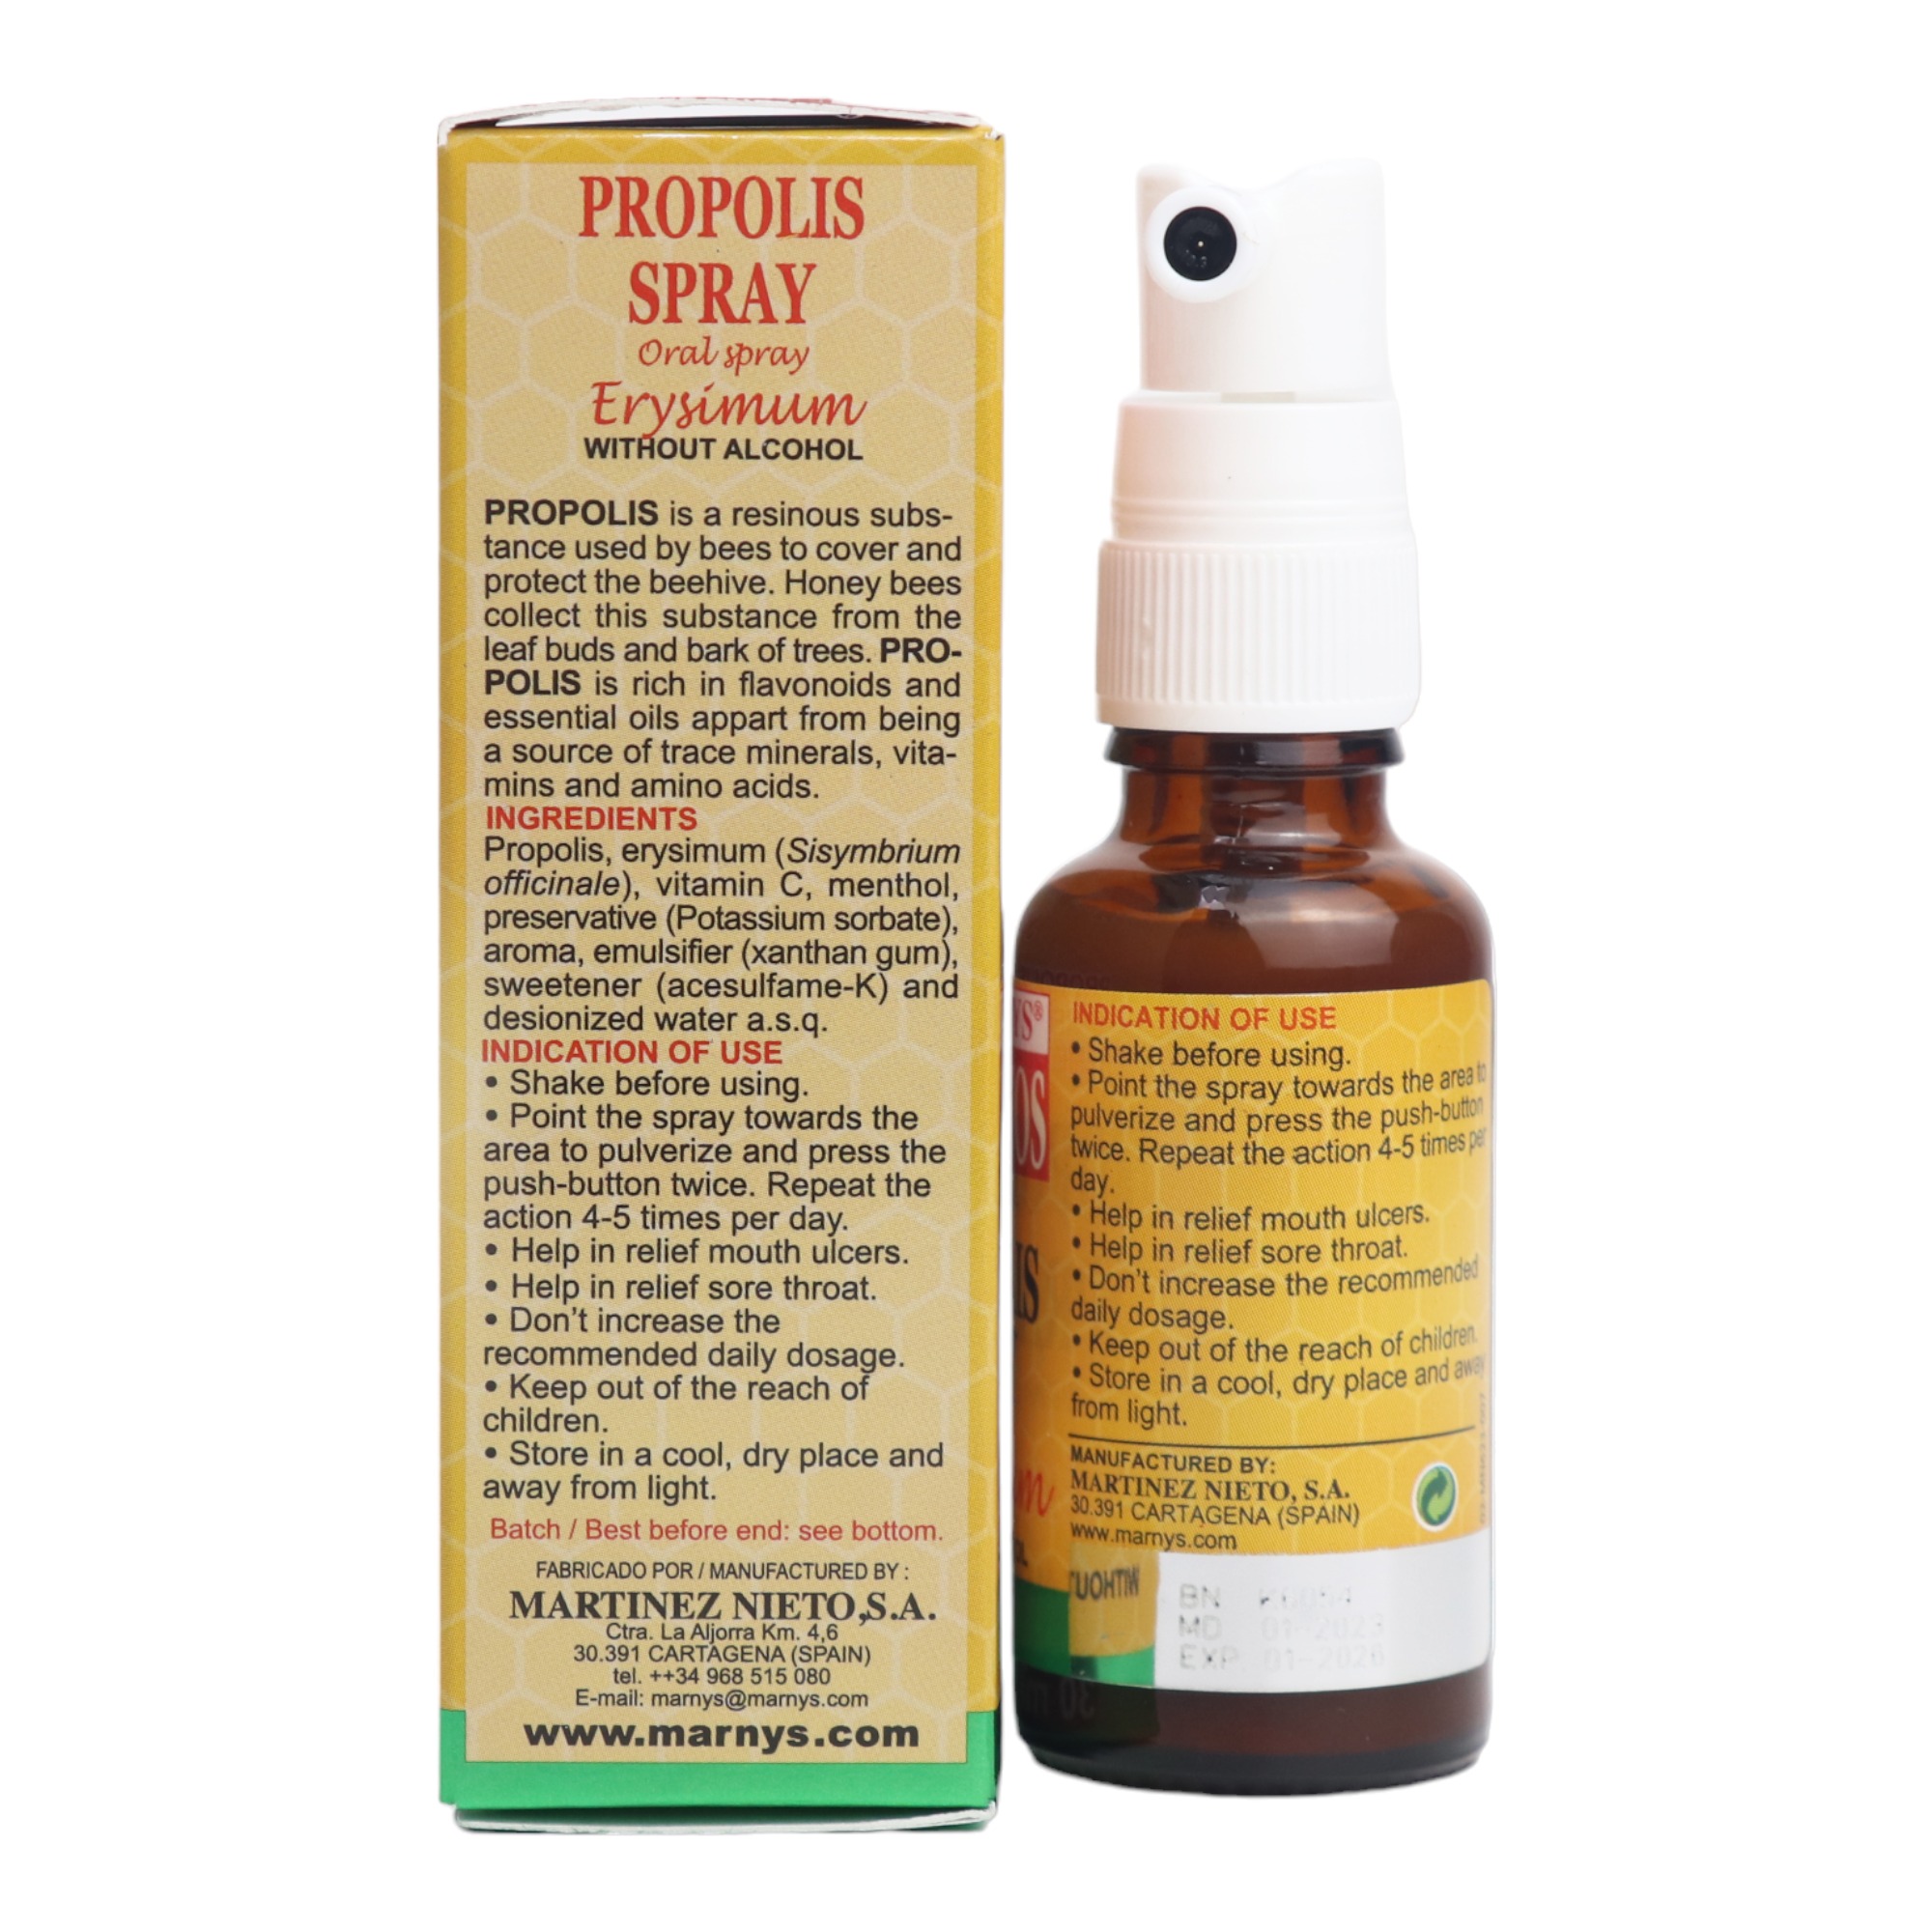 PROPOLIS
SPRAY
Oral spray
Erysimum
WITHOUT ALCOHOL
PROPOLIS is a resinous subs-
tance used by bees to cover and
protect the beehive. Honey bees
collect this substance from the
leaf buds and bark of trees. PRO-
POLIS is rich in flavonoids and
essential oils appart from being
a source of trace minerals, vita-
mins and amino acids.
INGREDIENTS
Propolis, erysimum (Sisymbrium
officinale), vitamin C, menthol,
preservative (Potassium sorbate),
aroma, emulsifier (xanthan gum),
sweetener (acesulfame-K) and
desionized water a.s.q.
INDICATION OF USE
• Shake before using.
• Point the spray towards the
area to pulverize and press the
push-button twice. Repeat the
action 4-5 times per day.
• Help in relief mouth ulcers.
• Help in relief sore throat.
• Don't increase the
recommended daily dosage.
• Keep out of the reach of
children.
• Store in a cool, dry place and
away from light.
Batch / Best before end: see bottom.
FABRICADO POR / MANUFACTURED BY :
MARTINEZ NIETO,S.A.
Ctra. La Aljorra Km. 4,6
30.391 CARTAGENA (SPAIN)
tel. ++34 968 515 080
E-mail: marnys@marnys.com
www.marnys.com
INDICATION OF USE
• Shake before using.
• Point the spray towards the area to
pulverize and press the push-button
twice. Repeat the action 4-5 times per
day.
• Help in relief mouth ulcers.
• Help in relief sore throat.
• Don't increase the recommended
daily dosage.
• Keep out of the reach of children.
• Store in a cool, dry place and away
from light.
MANUFACTURED BY:
MARTINEZ NIETO, S.A.
30.391 CARTAGENA (SPAIN)
www.marnys.com
WITHOUT
BN
MD 01-2023
EXP. 01-2026